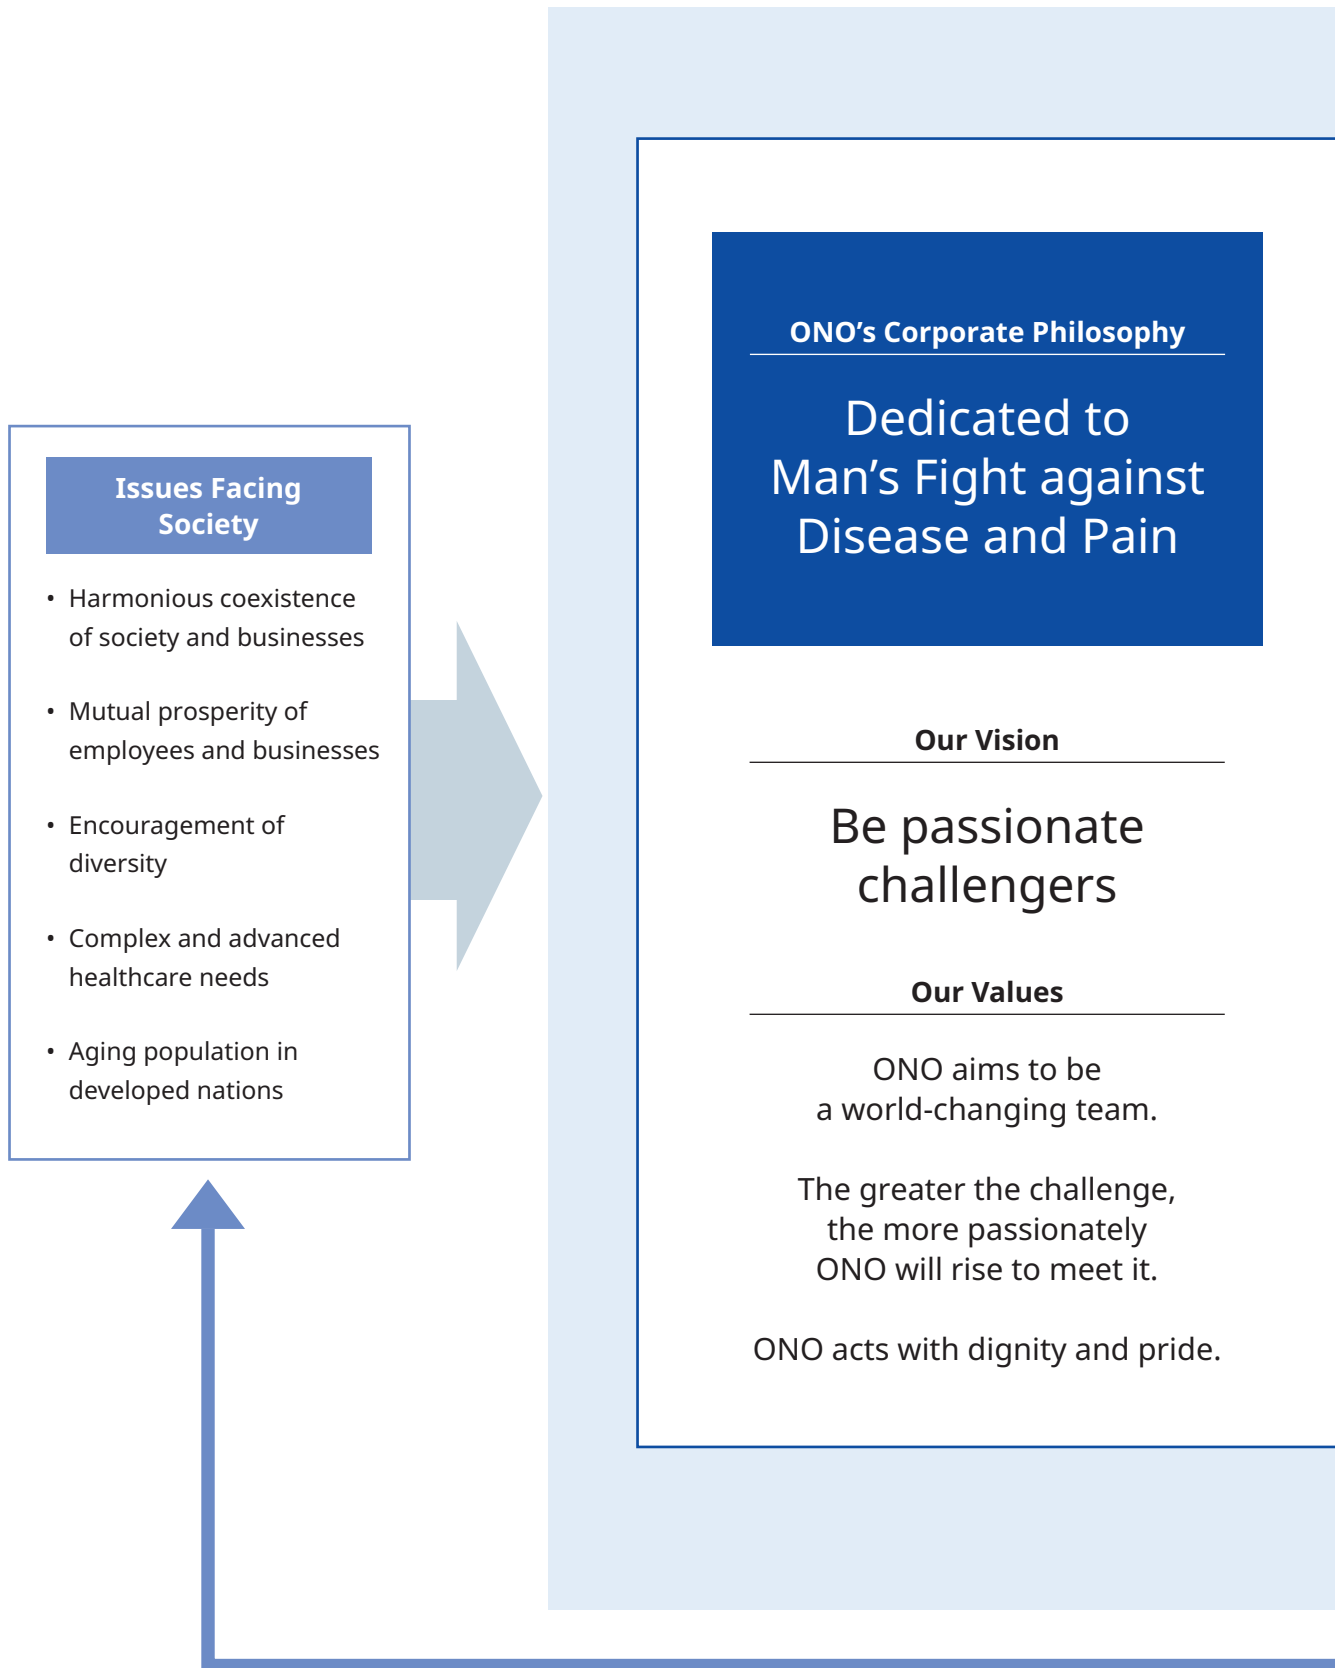 Issues Facing
Society
• Harmonious coexistence
of society and businesses
• Mutual prosperity of
employees and businesses
• Encouragement of
diversity
• Complex and advanced
healthcare needs
• Aging population in
developed nations
ONO’s Corporate Philosophy
Dedicated to
Man’s Fight against
Disease and Pain
Our Vision
Be passionate
challengers
Our Values
ONO aims to be
a world-changing team.
The greater the challenge,
the more passionately
ONO will rise to meet it.
ONO acts with dignity and pride.